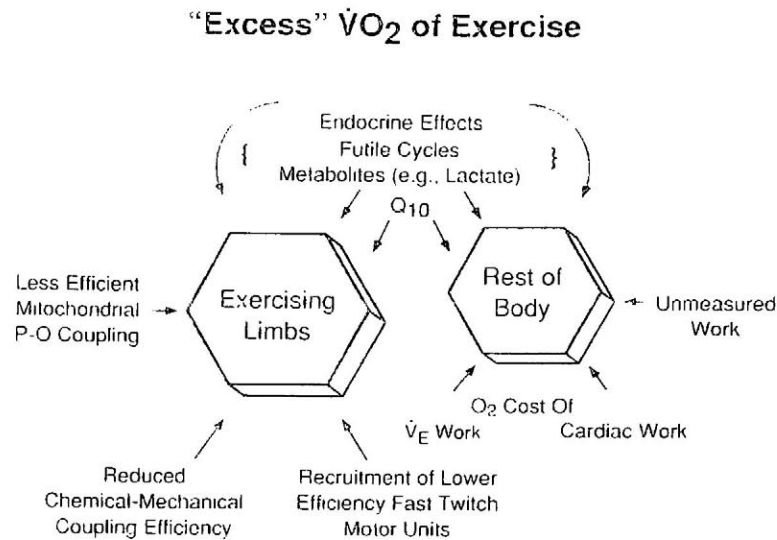 “Excess” V̇O₂ of Exercise
Endocrine Effects
{ Futile Cycles }
Metabolites (e.g., Lactate)
Q₁₀
Less Efficient
Mitochondrial
P-O Coupling
Exercising
Limbs
Rest of
Body
Unmeasured
Work
O₂ Cost Of
V̇ₑ Work
Cardiac Work
Reduced
Chemical-Mechanical
Coupling Efficiency
Recruitment of Lower
Efficiency Fast Twitch
Motor Units